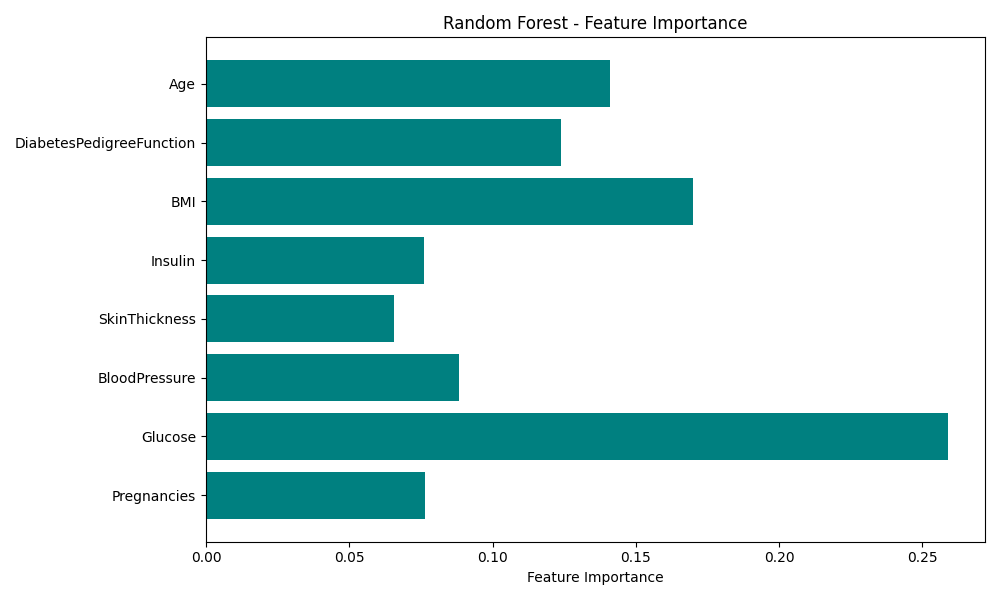 Random Forest - Feature Importance
Age
DiabetesPedigreeFunction
BMI
Insulin
SkinThickness
BloodPressure
Glucose
Pregnancies
0.00 0.05 0.10 0.15 0.20 0.25
Feature Importance